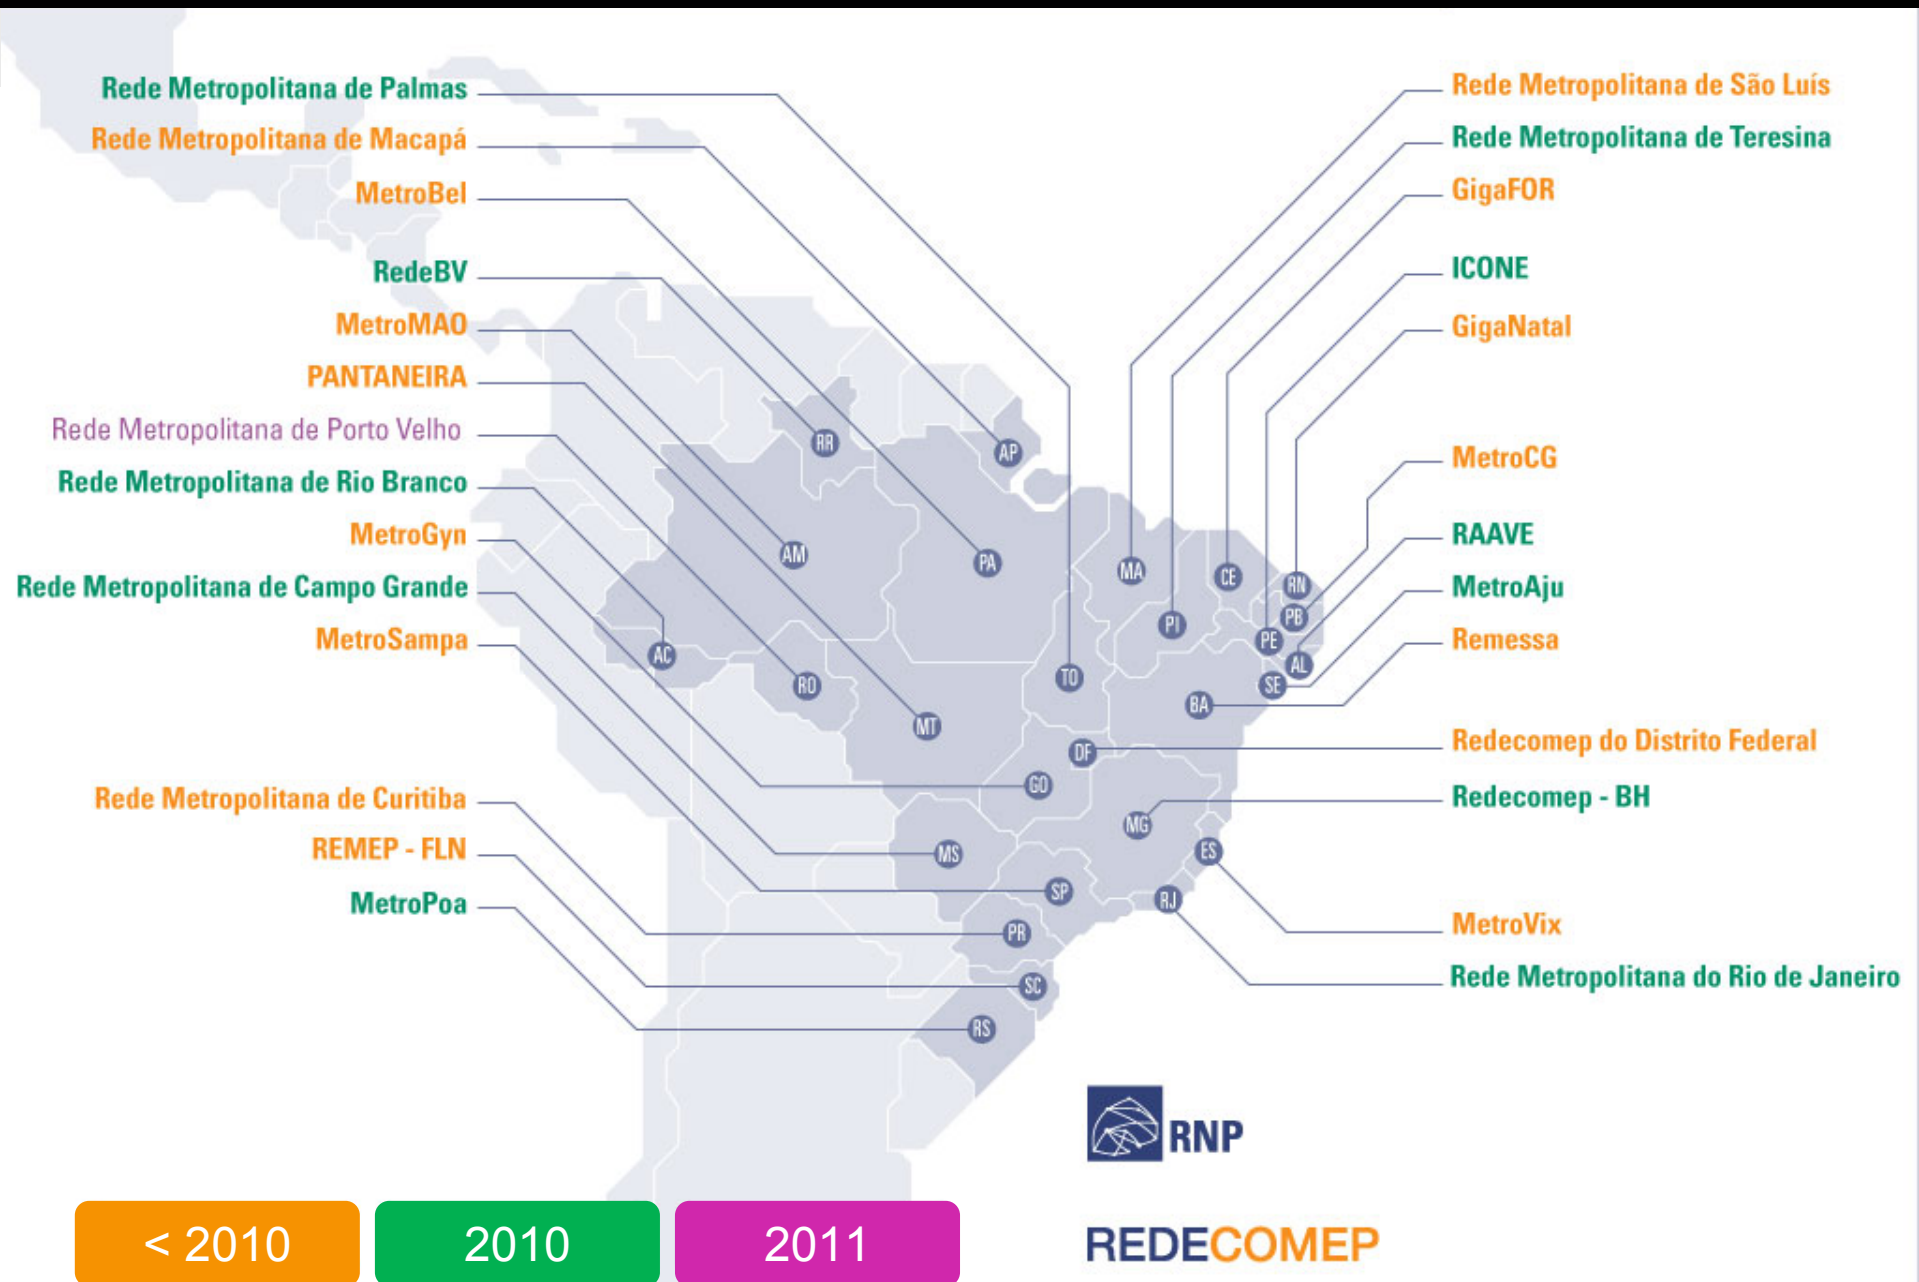 Rede Metropolitana de Palmas
Rede Metropolitana de Macapá
MetroBel
RedeBV
MetroMAO
PANTANEIRA
Rede Metropolitana de Porto Velho
Rede Metropolitana de Rio Branco
MetroGyn
Rede Metropolitana de Campo Grande
MetroSampa
Rede Metropolitana de Curitiba
REMEP - FLN
MetroPoa
Rede Metropolitana de São Luís
Rede Metropolitana de Teresina
GigaFOR
ICONE
GigaNatal
MetroCG
RAAVE
MetroAju
Remessa
Redecomep do Distrito Federal
Redecomep - BH
MetroVix
Rede Metropolitana do Rio de Janeiro
RR
AP
AM
PA
MA
CE
RN
PB
PI
PE
AC
AL
TO
RO
SE
BA
MT
DF
GO
MG
MS
ES
SP
RJ
PR
SC
RS
RNP
REDECOMEP
< 2010
2010
2011